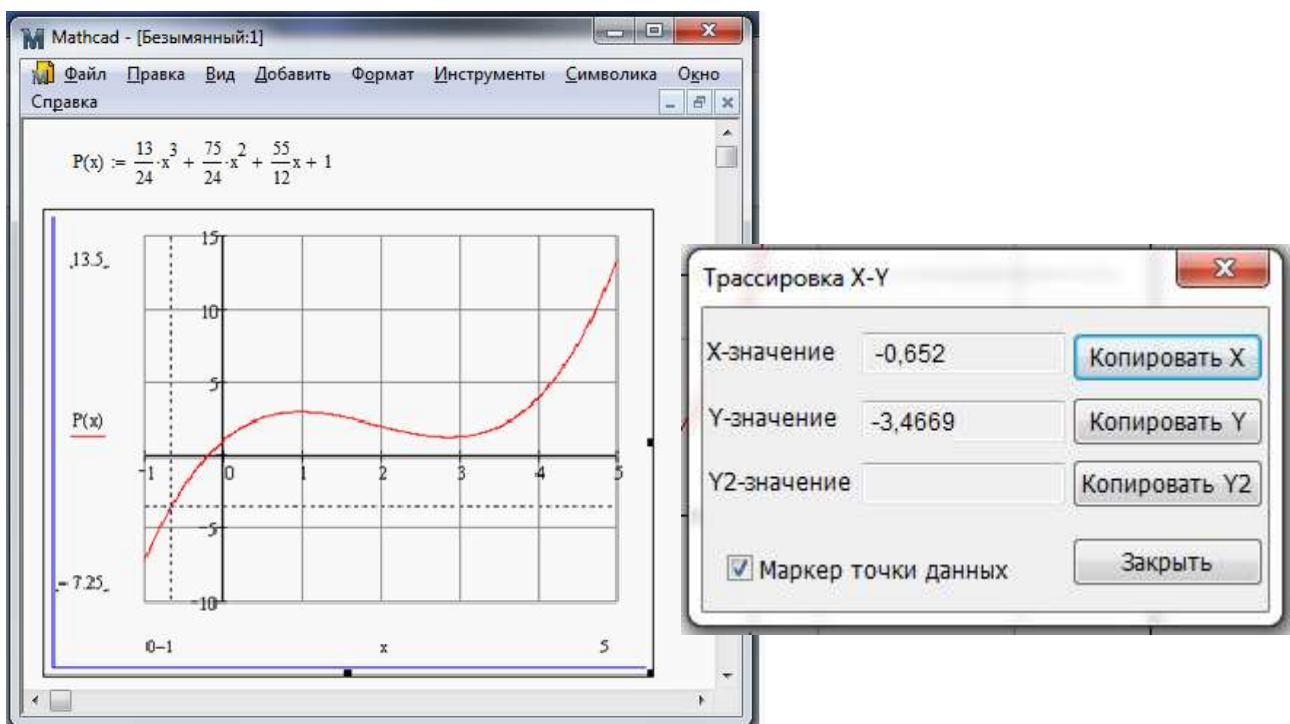 Mathcad - [Безымянный:1]
Файл Правка Вид Добавить Формат Инструменты Символика Окно
Справка
P(x) := 13/24·x^3 + 75/24·x^2 + 55/12x + 1
15
13.5
10
5
P(x)
-1 0 1 2 3 4 5
-5
-7.25
-10
0-1 x 5
Трассировка X-Y
X-значение -0,652 Копировать X
Y-значение -3,4669 Копировать Y
Y2-значение Копировать Y2
Маркер точки данных Закрыть